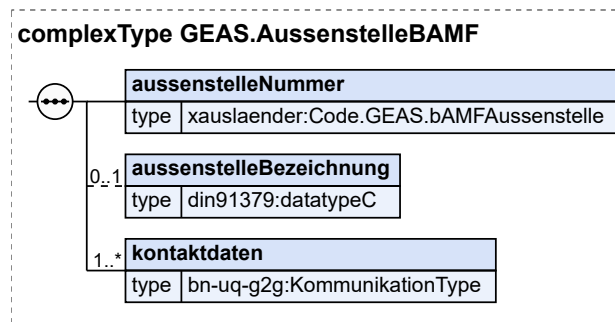 complexType GEAS.AussenstelleBAMF
aussenstelleNummer
type xauslaender:Code.GEAS.bAMFAussenstelle
0..1
aussenstelleBezeichnung
type din91379:datatypeC
1..*
kontaktdaten
type bn-uq-g2g:KommunikationType